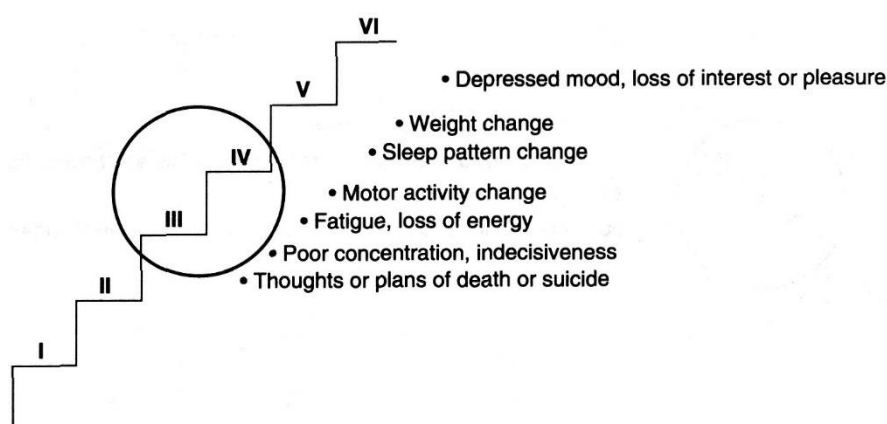 VI
• Depressed mood, loss of interest or pleasure
V
• Weight change
• Sleep pattern change
IV
• Motor activity change
• Fatigue, loss of energy
III
• Poor concentration, indecisiveness
• Thoughts or plans of death or suicide
II
I